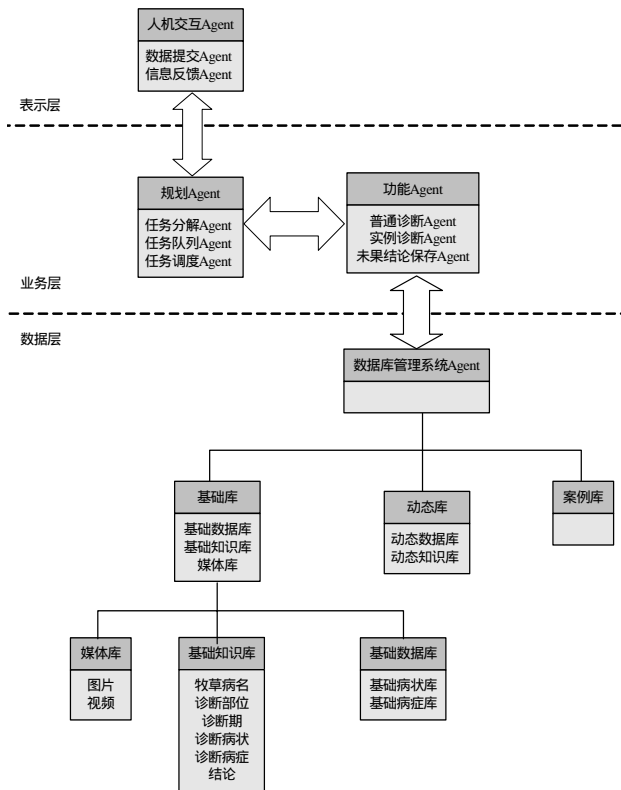 人机交互Agent
数据提交Agent
信息反馈Agent
表示层
规划Agent
任务分解Agent
任务队列Agent
任务调度Agent
功能Agent
普通诊断Agent
实例诊断Agent
未果结论保存Agent
业务层
数据层
数据库管理系统Agent
基础库
基础数据库
基础知识库
媒体库
动态库
动态数据库
动态知识库
案例库
媒体库
图片
视频
基础知识库
牧草病名
诊断部位
诊断期
诊断病状
诊断病症
结论
基础数据库
基础病状库
基础病症库